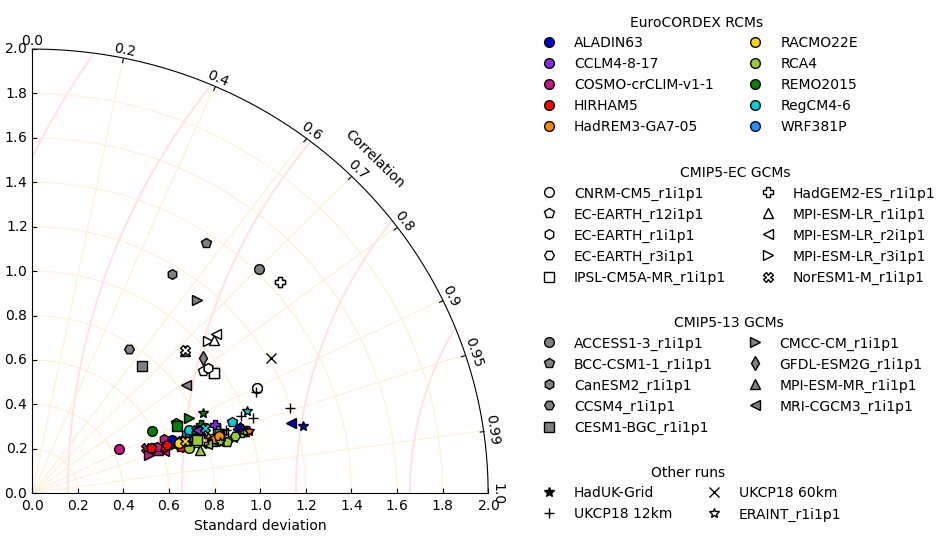 EuroCORDEX RCMs
ALADIN63 RACMO22E
CCLM4-8-17 RCA4
COSMO-crCLIM-v1-1 REMO2015
HIRHAM5 RegCM4-6
HadREM3-GA7-05 WRF381P
CMIP5-EC GCMs
CNRM-CM5_r1i1p1 HadGEM2-ES_r1i1p1
EC-EARTH_r12i1p1 MPI-ESM-LR_r1i1p1
EC-EARTH_r1i1p1 MPI-ESM-LR_r2i1p1
EC-EARTH_r3i1p1 MPI-ESM-LR_r3i1p1
IPSL-CM5A-MR_r1i1p1 NorESM1-M_r1i1p1
CMIP5-13 GCMs
ACCESS1-3_r1i1p1 CMCC-CM_r1i1p1
BCC-CSM1-1_r1i1p1 GFDL-ESM2G_r1i1p1
CanESM2_r1i1p1 MPI-ESM-MR_r1i1p1
CCSM4_r1i1p1 MRI-CGCM3_r1i1p1
CESM1-BGC_r1i1p1
Other runs
HadUK-Grid UKCP18 60km
UKCP18 12km ERAINT_r1i1p1
0.0
0.2
0.4
0.6
Correlation
0.7
0.8
0.9
0.95
0.99
1.0
2.0
1.8
1.6
1.4
1.2
1.0
0.8
0.6
0.4
0.2
0.0
0.0 0.2 0.4 0.6 0.8 1.0 1.2 1.4 1.6 1.8 2.0
Standard deviation